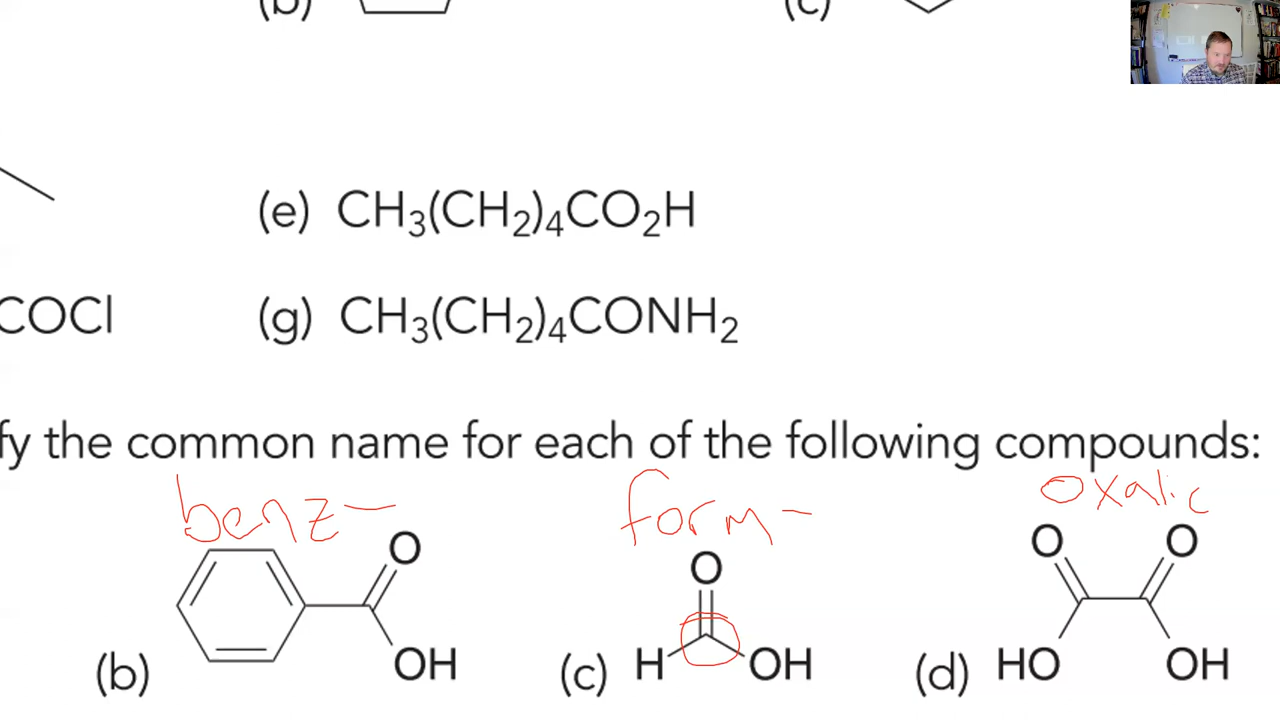 (b) (c)
(e) CH₃(CH₂)₄CO₂H
COCl (g) CH₃(CH₂)₄CONH₂
fy the common name for each of the following compounds:
benz- form- oxalic
O O O O
(b) OH (c) H OH (d) HO OH